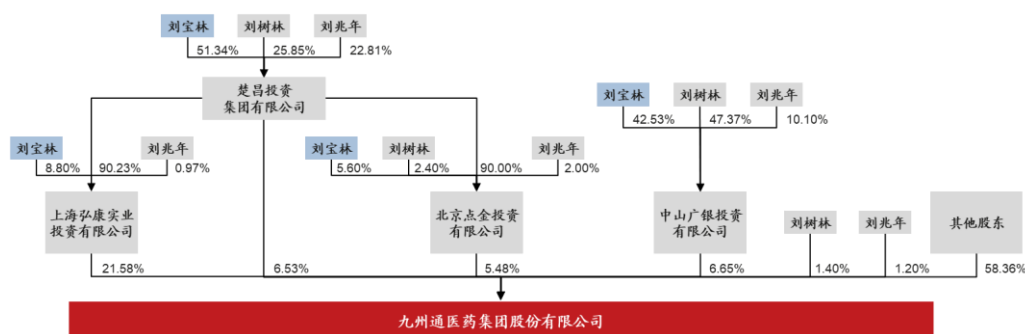 刘宝林 刘树林 刘兆年
51.34% 25.85% 22.81%
楚昌投资
集团有限公司
刘宝林 刘树林 刘兆年
42.53% 47.37% 10.10%
刘宝林 刘兆年 刘宝林 刘树林 刘兆年
8.80% 90.23% 0.97% 5.60% 2.40% 90.00% 2.00%
上海弘康实业
投资有限公司
北京点金投资
有限公司
中山广银投资
有限公司
刘树林 刘兆年 其他股东
21.58% 6.53% 5.48% 6.65% 1.40% 1.20% 58.36%
九州通医药集团股份有限公司